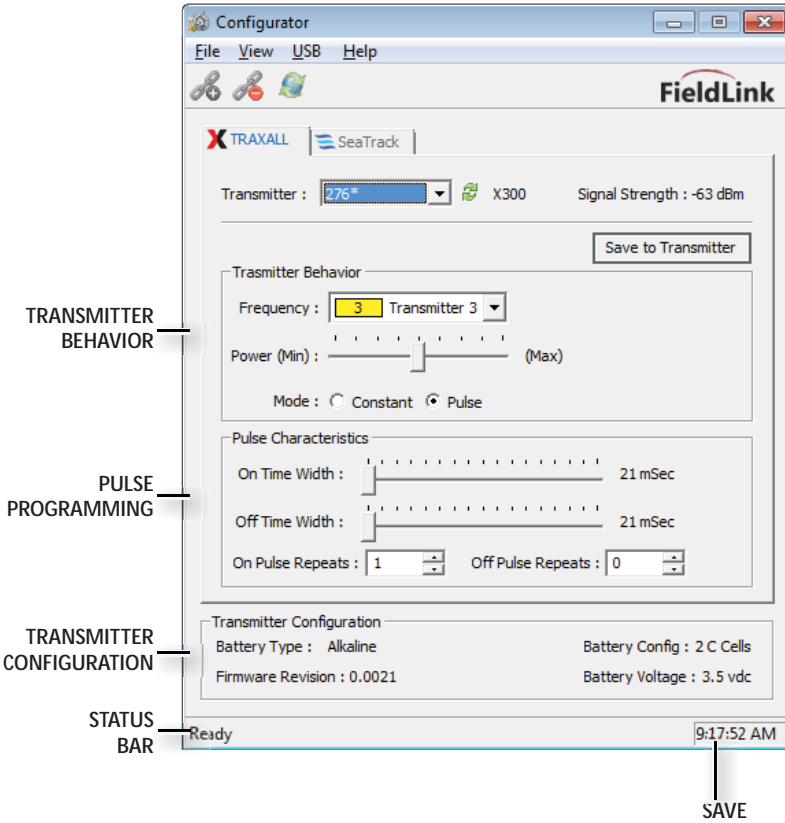 Configurator
File View USB Help
FieldLink
TRAXALL SeaTrack
Transmitter : 276* X300 Signal Strength : -63 dBm
Save to Transmitter
Trasmitter Behavior
Frequency : 3 Transmitter 3
Power (Min) : (Max)
Mode : Constant Pulse
Pulse Characteristics
On Time Width : 21 mSec
Off Time Width : 21 mSec
On Pulse Repeats : 1 Off Pulse Repeats : 0
Transmitter Configuration
Battery Type : Alkaline Battery Config : 2 C Cells
Firmware Revision : 0.0021 Battery Voltage : 3.5 vdc
Ready 9:17:52 AM
TRANSMITTER
BEHAVIOR
PULSE
PROGRAMMING
TRANSMITTER
CONFIGURATION
STATUS
BAR
SAVE